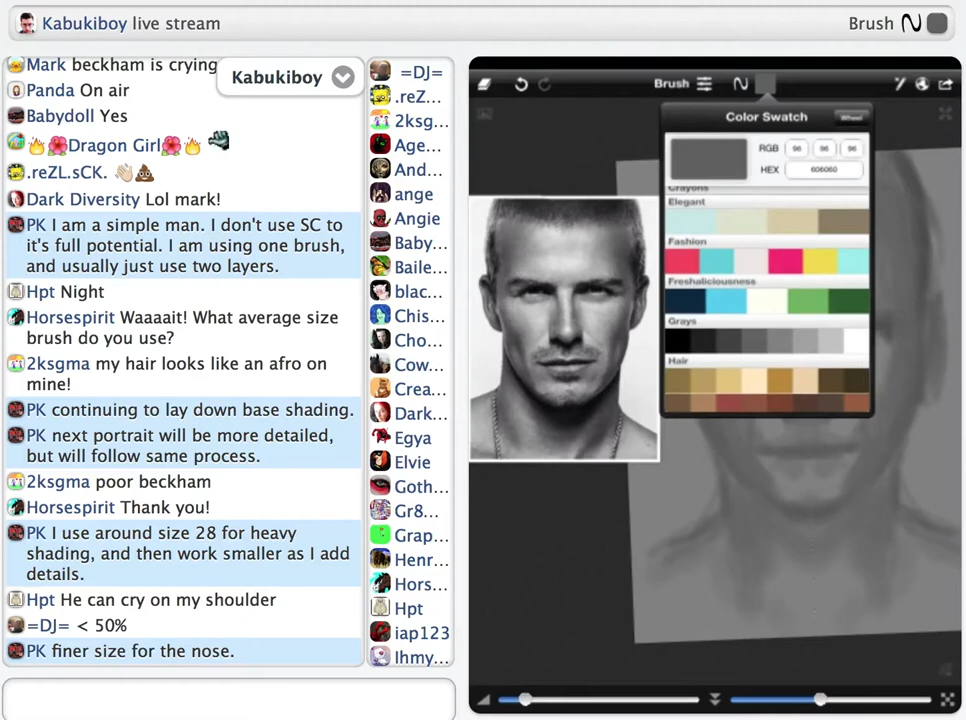 Kabukiboy live stream
Brush
Mark beckham is crying
Kabukiboy
Panda On air
Babydoll Yes
🔥🌺Dragon Girl🌺🔥
.reZL.sCK. 👏🏻💩
Dark Diversity Lol mark!
PK I am a simple man. I don't use SC to
it's full potential. I am using one brush,
and usually just use two layers.
Hpt Night
Horsespirit Waaaait! What average size
brush do you use?
2ksgma my hair looks like an afro on
mine!
PK continuing to lay down base shading.
PK next portrait will be more detailed,
but will follow same process.
2ksgma poor beckham
Horsespirit Thank you!
PK I use around size 28 for heavy
shading, and then work smaller as I add
details.
Hpt He can cry on my shoulder
=DJ= < 50%
PK finer size for the nose.
=DJ=
.reZ...
2ksg...
Age...
And...
ange
Angie
Baby...
Baile...
blac...
Chis...
Cho...
Cow...
Crea...
Dark...
Egya
Elvie
Goth...
Gr8...
Grap...
Henr...
Hors...
Hpt
iap123
Ihmy...
Brush
Color Swatch
Wheel
RGB 96 96 96
HEX 606060
Crayons
Elegant
Fashion
Freshaliciousness
Grays
Hair